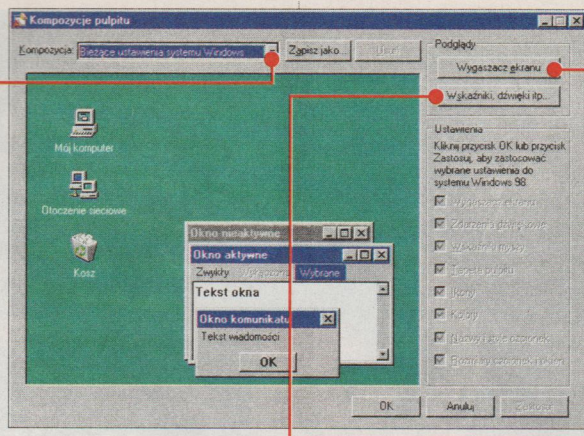 Kompozycje pulpitu
Kompozycja: Bieżące ustawienia systemu Windows
Zapisz jako...
Usuń
Podglądy
Wygaszacz ekranu
Wskaźniki, dźwięki itp...
Mój komputer
Otoczenie sieciowe
Kosz
Okno nieaktywne
Okno aktywne
Zwykły Wyłączone Wybrane
Tekst okna
Okno komunikatu
Tekst wiadomości
OK
Ustawienia
Kliknij przycisk OK lub przycisk
Zastosuj, aby zastosować
wybrane ustawienia do
systemu Windows 98.
Wygaszacz ekranu
Zdarzenia dźwiękowe
Wskaźniki myszy
Tapeta pulpitu
Ikony
Kolory
Nazwy i style czcionek
Rozmiary czcionek i okien
OK
Anuluj
Zastosuj